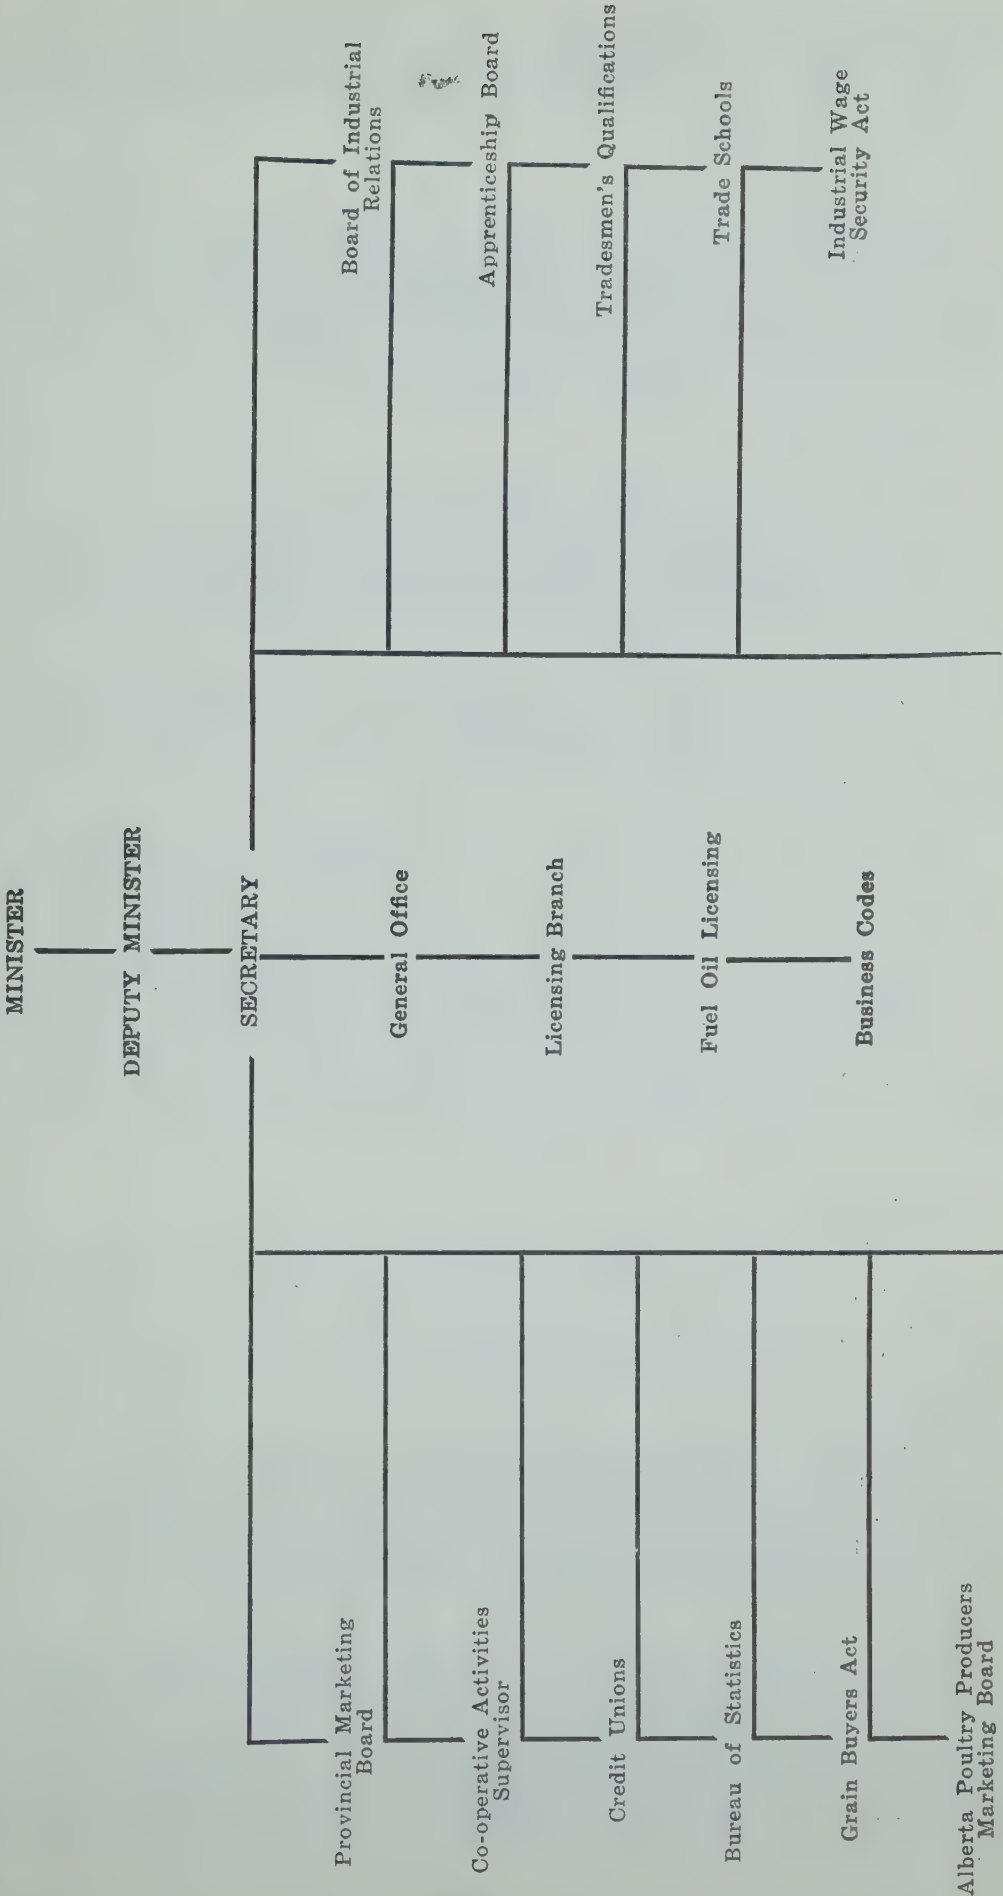 MINISTER
DEPUTY MINISTER
SECRETARY
Provincial Marketing
Board
Co-operative Activities
Supervisor
Credit Unions
Bureau of Statistics
Grain Buyers Act
Alberta Poultry Producers
Marketing Board
General Office
Licensing Branch
Fuel Oil Licensing
Business Codes
Board of Industrial
Relations
Apprenticeship Board
Tradesmen's Qualifications
Trade Schools
Industrial Wage
Security Act